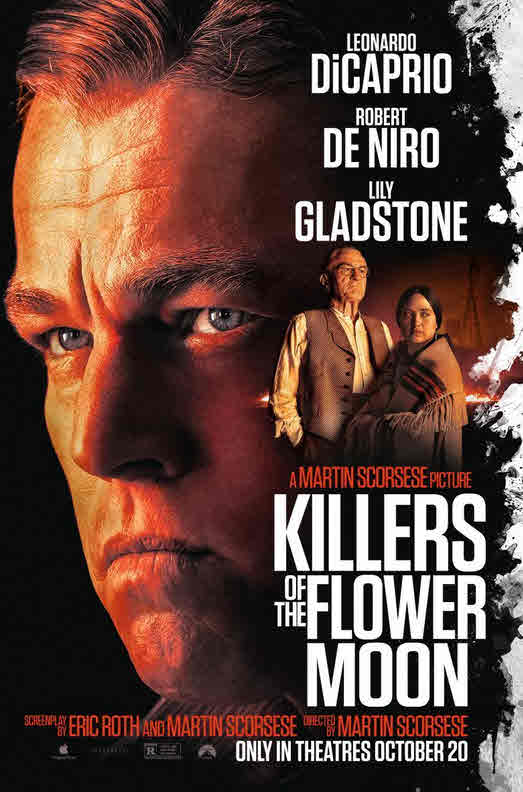 LEONARDO
DiCAPRIO
ROBERT
DE NIRO
LILY
GLADSTONE
A MARTIN SCORSESE PICTURE
KILLERS
OF
THE FLOWER
MOON
SCREENPLAY BY ERIC ROTH AND MARTIN SCORSESE DIRECTED BY MARTIN SCORSESE
R
ONLY IN THEATRES OCTOBER 20